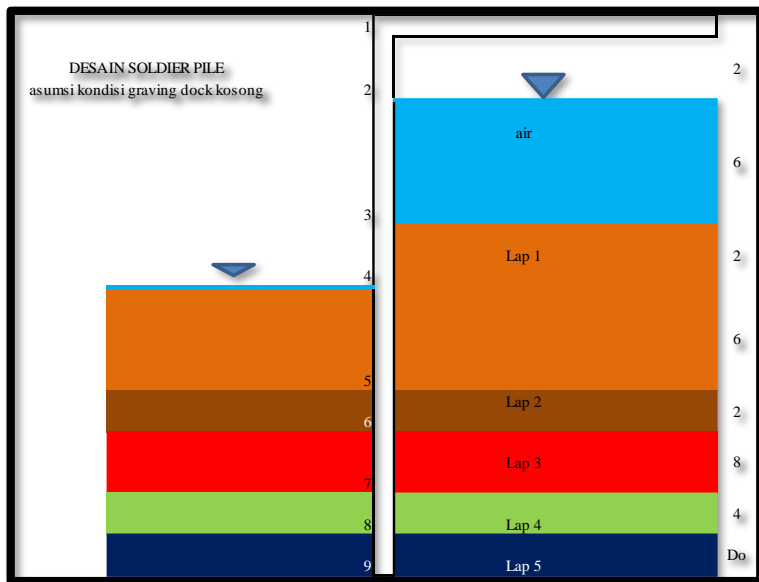 1
DESAIN SOLDIER PILE
2
asumsi kondisi graving dock kosong
2
air
6
3
Lap 1
2
4
6
5
Lap 2
2
6
Lap 3
8
7
4
Lap 4
8
Do
Lap 5
9